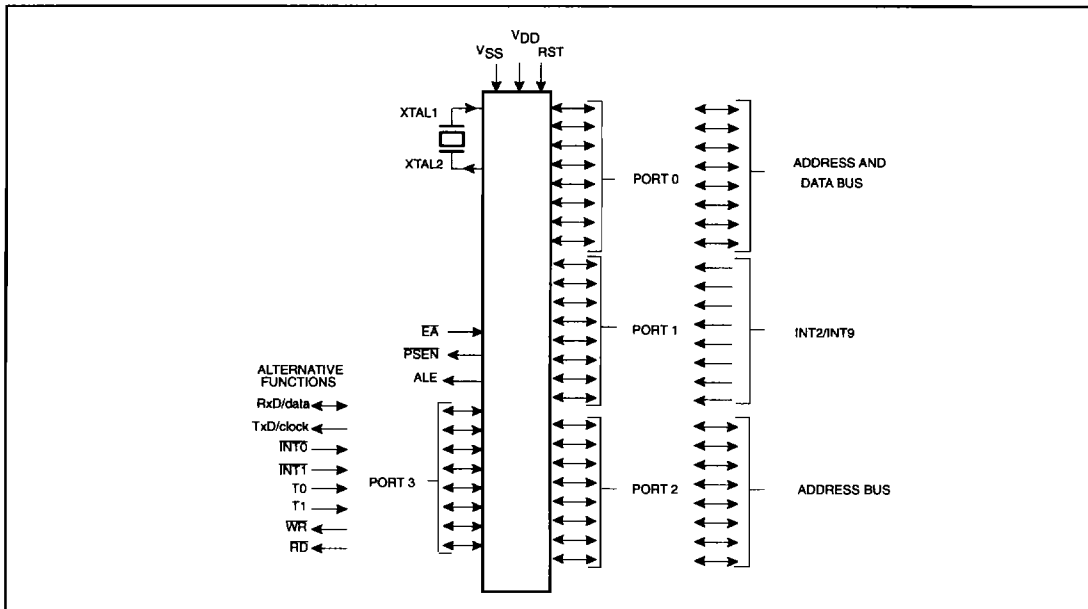 VSS
VDD
RST
XTAL1
XTAL2
PORT 0
ADDRESS AND
DATA BUS
PORT 1
INT2/INT9
EA
PSEN
ALE
ALTERNATIVE
FUNCTIONS
RxD/data
TxD/clock
INT0
INT1
T0
T1
WR
RD
PORT 3
PORT 2
ADDRESS BUS